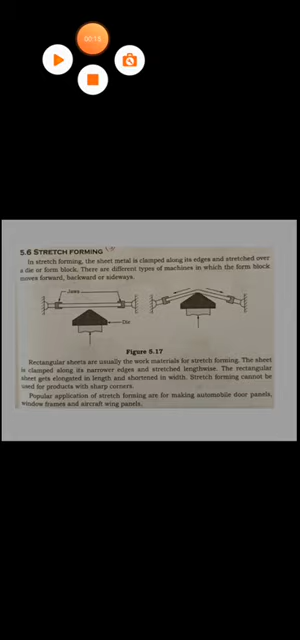 00:15
5.6 STRETCH FORMING
In stretch forming, the sheet metal is clamped along its edges and stretched over
a die or form block. There are different types of machines in which the form block
moves forward, backward or sideways.
Jaws
Die
Figure 5.17
Rectangular sheets are usually the work materials for stretch forming. The sheet
is clamped along its narrower edges and stretched lengthwise. The rectangular
sheet gets elongated in length and shortened in width. Stretch forming cannot be
used for products with sharp corners.
Popular application of stretch forming are for making automobile door panels,
window frames and aircraft wing panels.